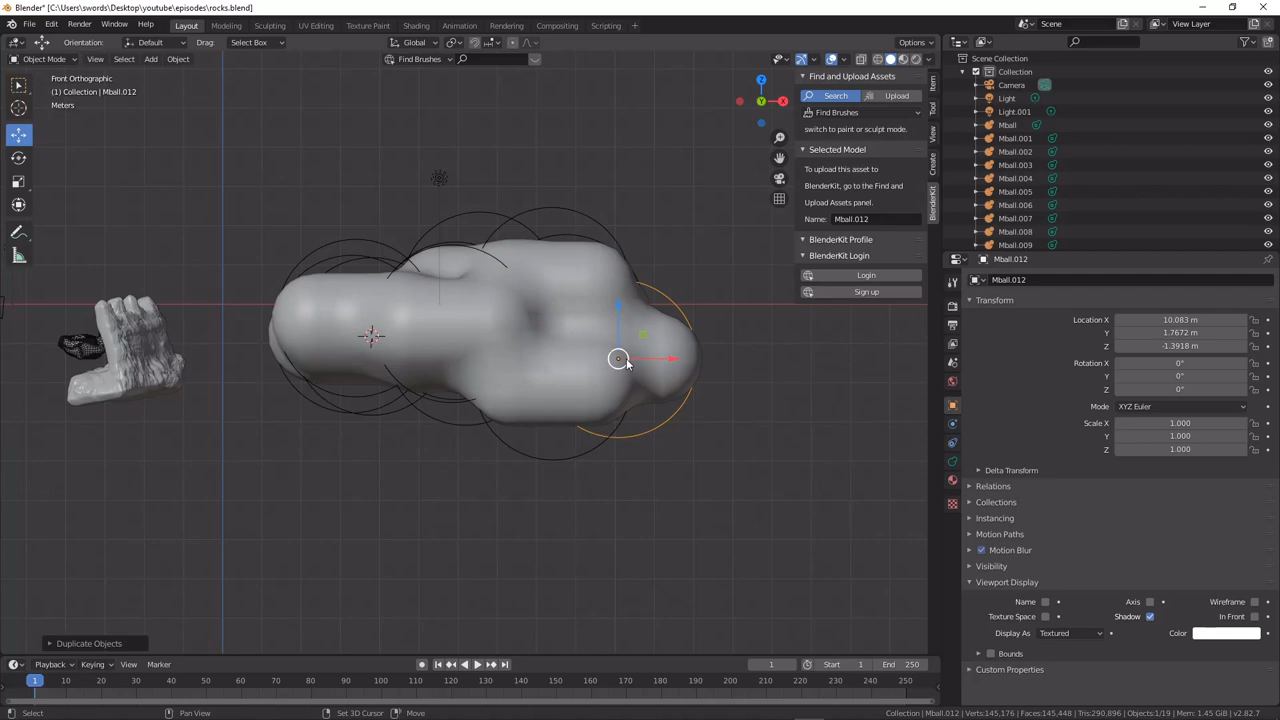 Blender* [C:\Users\swords\Desktop\youtube\episodes\rocks.blend]
File Edit Render Window Help Layout Modeling Sculpting UV Editing Texture Paint Shading Animation Rendering Compositing Scripting + Scene View Layer
Orientation: Default Drag: Select Box Global Options
Object Mode View Select Add Object Find Brushes
Front Orthographic
(1) Collection | Mball.012
Meters
Z
X
Y
Find and Upload Assets
Search Upload
Find Brushes
switch to paint or sculpt mode.
Selected Model
To upload this asset to
BlenderKit, go to the Find and
Upload Assets panel.
Name: Mball.012
BlenderKit Profile
BlenderKit Login
Login
Sign up
Item
Tool
View
Create
BlenderKit
Scene Collection
Collection
Camera
Light
Light.001
Mball
Mball.001
Mball.002
Mball.003
Mball.004
Mball.005
Mball.006
Mball.007
Mball.008
Mball.009
Mball.012
Mball.012
Transform
Location X 10.083 m
Y 1.7672 m
Z -1.3918 m
Rotation X 0°
Y 0°
Z 0°
Mode XYZ Euler
Scale X 1.000
Y 1.000
Z 1.000
Delta Transform
Relations
Collections
Instancing
Motion Paths
Motion Blur
Visibility
Viewport Display
Name Axis Wireframe
Texture Space Shadow In Front
Display As Textured Color
Bounds
Custom Properties
Duplicate Objects
Playback Keying View Marker 1 Start 1 End 250
1 10 20 30 40 50 60 70 80 90 100 110 120 130 140 150 160 170 180 190 200 210 220 230 240 250
Select Pan View Set 3D Cursor Move Collection | Mball.012 | Verts:145,176 | Faces:145,448 | Tris:290,896 | Objects:1/19 | Mem: 1.45 GiB | v2.82.7